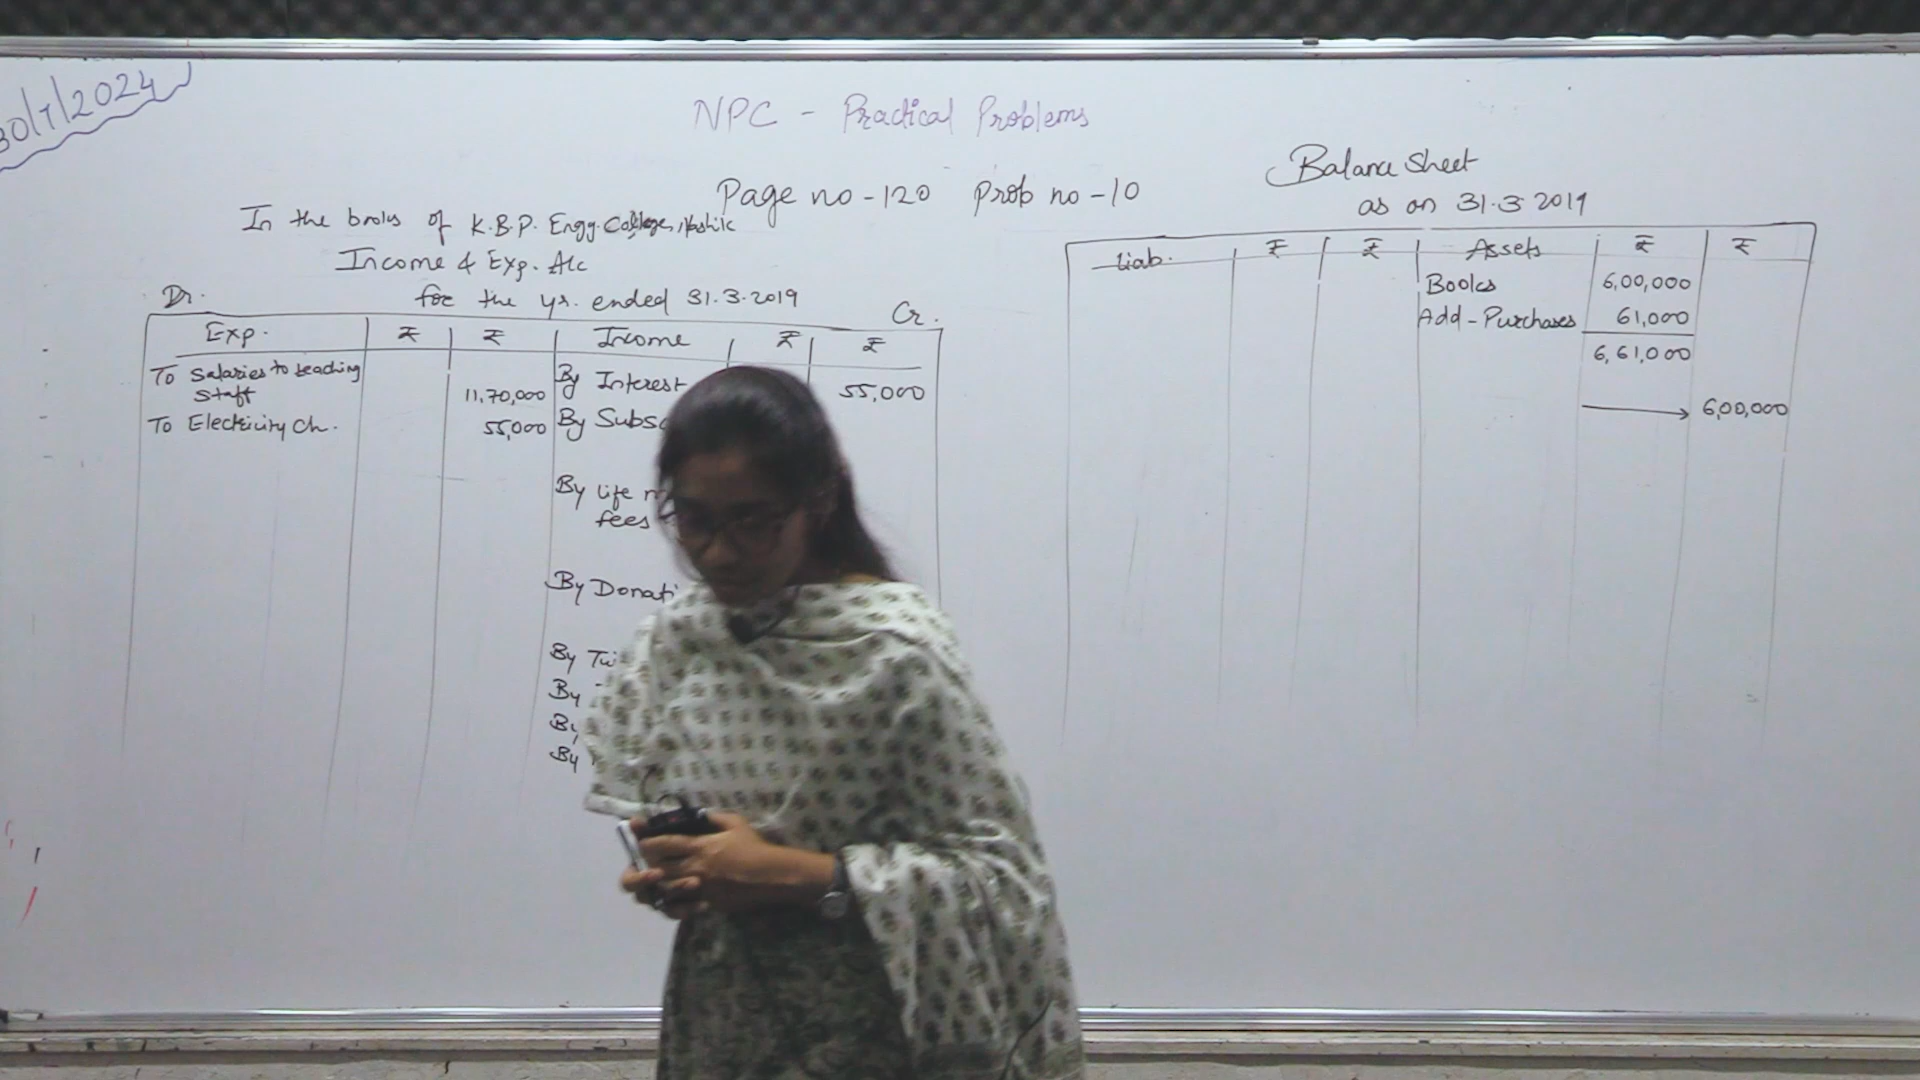 30/7/2024
NPC - Practical Problems
Page no - 120 Prob no - 10
In the books of K.B.P. Engg. College, Nashik
Income & Exp. A/c
for the yr. ended 31.3.2019
Dr.
Cr.
Exp. ₹ ₹ Income ₹ ₹
To Salaries to teaching
staff 11,70,000
To Electricity Ch. 55,000
By Interest 55,000
By Subsc
By Life m
fees
By Donati
By Tui
By
By
By
Balance Sheet
as on 31.3.2019
Liab. ₹ ₹ Assets ₹ ₹
Books 6,00,000
Add - Purchases 61,000
6,61,000
6,00,000